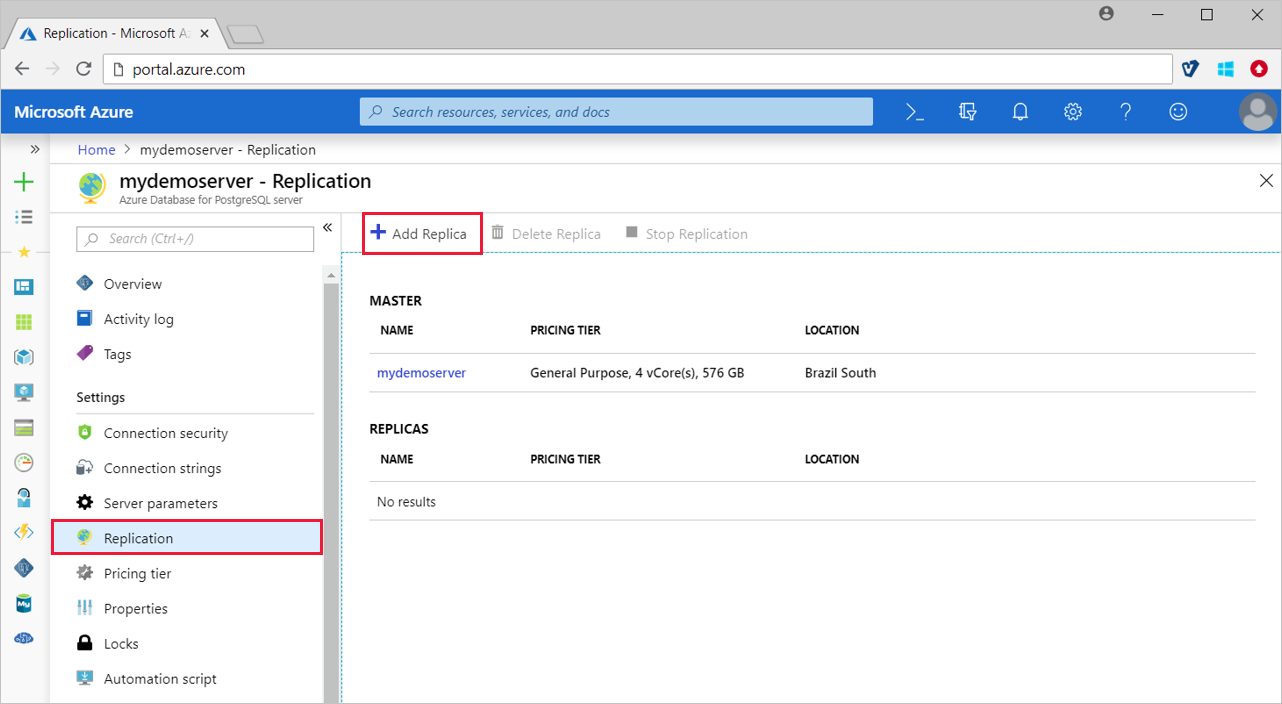 Replication - Microsoft A
portal.azure.com
Microsoft Azure
Search resources, services, and docs
Home > mydemoserver - Replication
mydemoserver - Replication
Azure Database for PostgreSQL server
Search (Ctrl+/)
Overview
Activity log
Tags
Settings
Connection security
Connection strings
Server parameters
Replication
Pricing tier
Properties
Locks
Automation script
Add Replica Delete Replica Stop Replication
MASTER
NAME PRICING TIER LOCATION
mydemoserver General Purpose, 4 vCore(s), 576 GB Brazil South
REPLICAS
NAME PRICING TIER LOCATION
No results
My